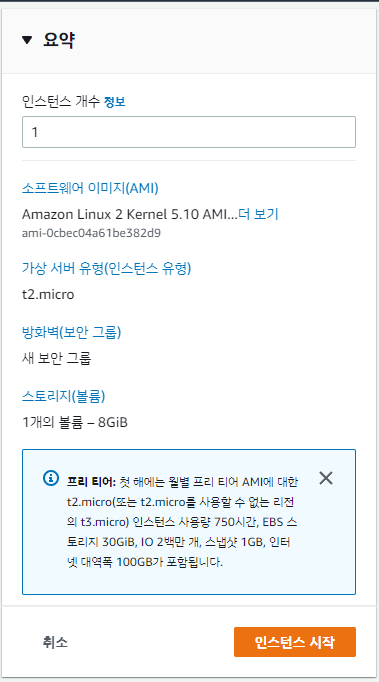 ▼ 요약
인스턴스 개수 정보
1
소프트웨어 이미지(AMI)
Amazon Linux 2 Kernel 5.10 AMI...더 보기
ami-0cbec04a61be382d9
가상 서버 유형(인스턴스 유형)
t2.micro
방화벽(보안 그룹)
새 보안 그룹
스토리지(볼륨)
1개의 볼륨 – 8GiB
프리 티어: 첫 해에는 월별 프리 티어 AMI에 대한
t2.micro(또는 t2.micro를 사용할 수 없는 리전
의 t3.micro) 인스턴스 사용량 750시간, EBS 스
토리지 30GiB, IO 2백만 개, 스냅샷 1GB, 인터
넷 대역폭 100GB가 포함됩니다.
취소
인스턴스 시작